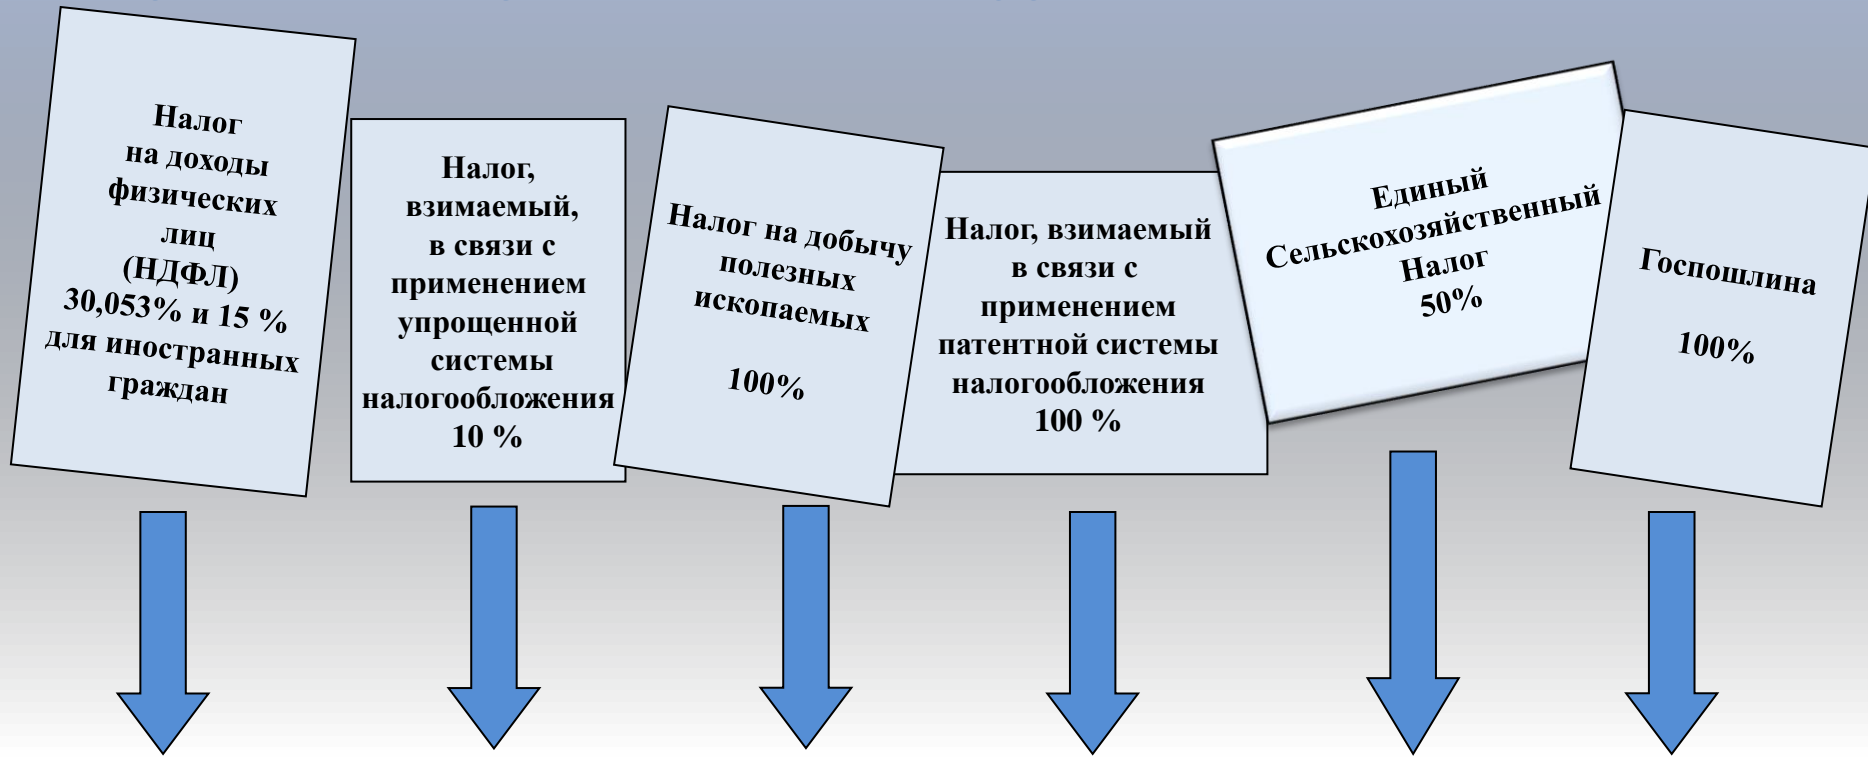 Налог
на доходы
физических
лиц
(НДФЛ)
30,053% и 15 %
для иностранных
граждан
Налог,
взимаемый,
в связи с
применением
упрощенной
системы
налогообложения
10 %
Налог на добычу
полезных
ископаемых
100%
Налог, взимаемый
в связи с
применением
патентной системы
налогообложения
100 %
Единый
Сельскохозяйственный
Налог
50%
Госпошлина
100%